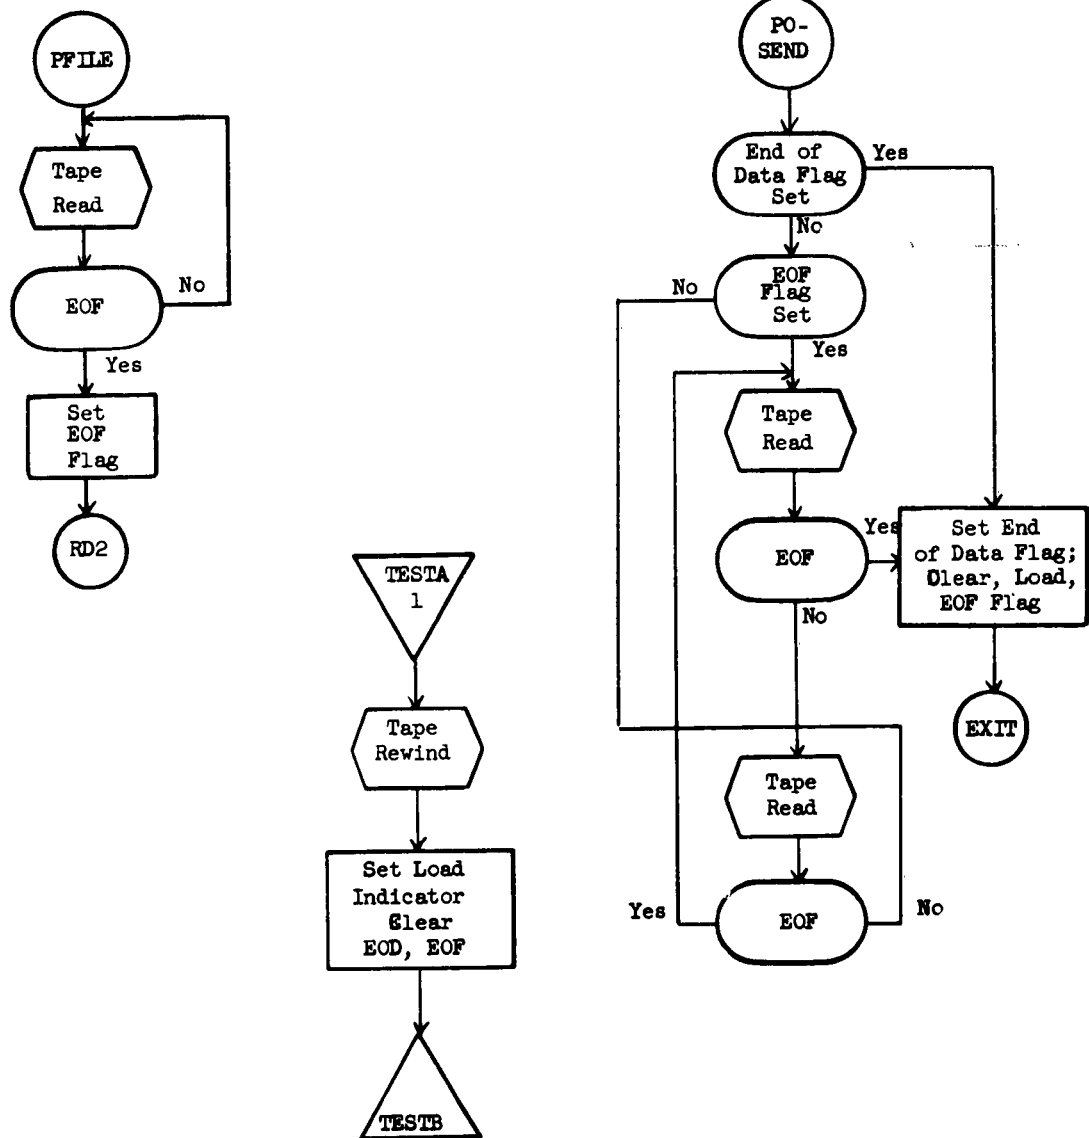 PFILE
Tape
Read
EOF
No
Yes
Set
EOF
Flag
RD2
TESTA
1
Tape
Rewind
Set Load
Indicator
Clear
EOD, EOF
TESTB
PO-
SEND
End of
Data Flag
Set
Yes
No
EOF
Flag
Set
No
Yes
Tape
Read
EOF
Yes
No
Set End
of Data Flag;
Clear, Load,
EOF Flag
EXIT
Tape
Read
EOF
Yes
No